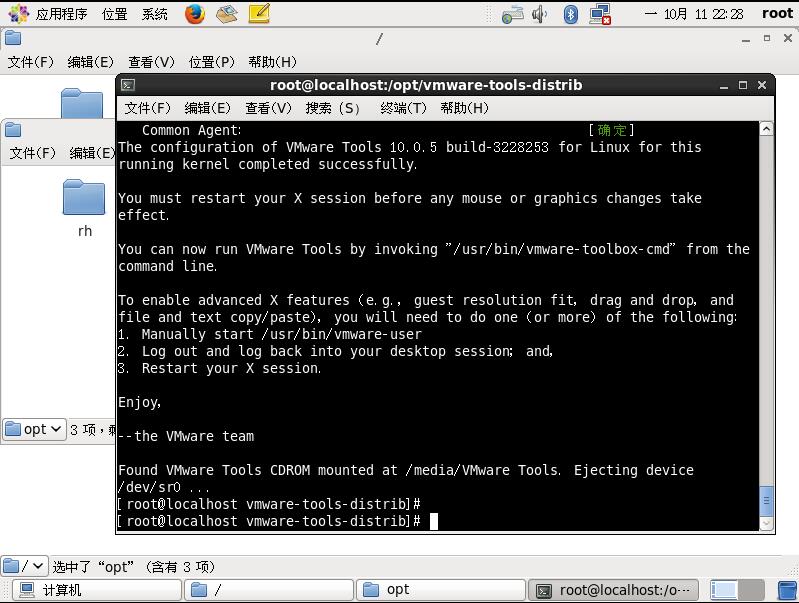 应用程序 位置 系统 一 10月 11 22:28 root
/
文件(F) 编辑(E) 查看(V) 位置(P) 帮助(H)
root@localhost:/opt/vmware-tools-distrib
文件(F) 编辑(E) 查看(V) 搜索 (S) 终端(T) 帮助(H)
文件(F) 编辑(E)
rh
Common Agent: [确定]
The configuration of VMware Tools 10.0.5 build-3228253 for Linux for this
running kernel completed successfully.
You must restart your X session before any mouse or graphics changes take
effect.
You can now run VMware Tools by invoking "/usr/bin/vmware-toolbox-cmd" from the
command line.
To enable advanced X features (e.g., guest resolution fit, drag and drop, and
file and text copy/paste), you will need to do one (or more) of the following:
1. Manually start /usr/bin/vmware-user
2. Log out and log back into your desktop session; and,
3. Restart your X session.
Enjoy,
--the VMware team
Found VMware Tools CDROM mounted at /media/VMware Tools. Ejecting device
/dev/sr0 ...
[root@localhost vmware-tools-distrib]#
[root@localhost vmware-tools-distrib]#
opt 3 项，
/ 选中了“opt” (含有 3 项)
计算机 / opt root@localhost:/o···